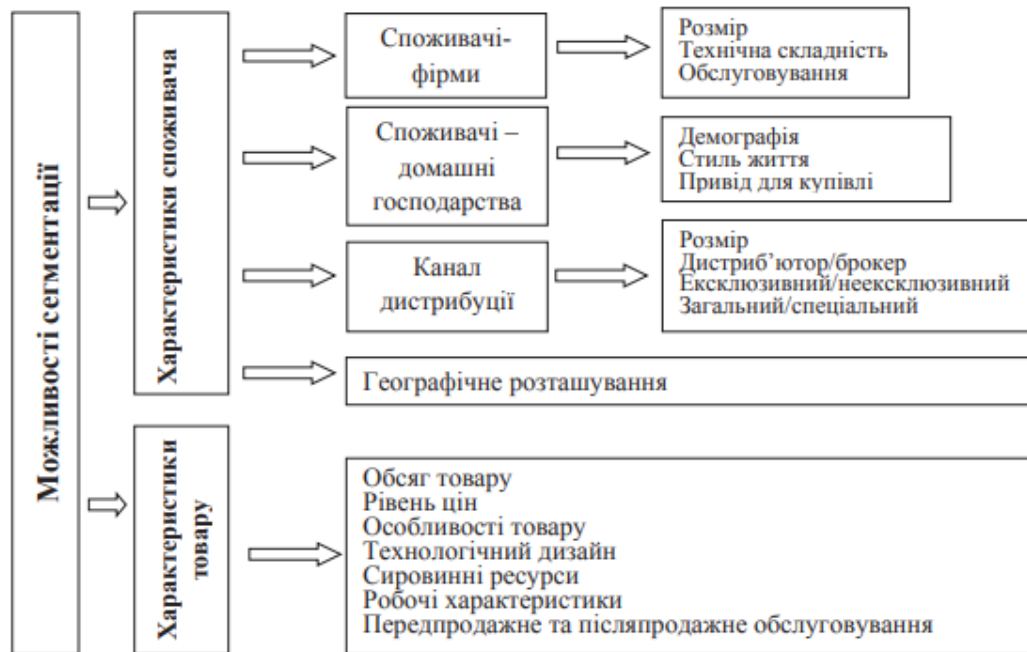 Можливості сегментації
Характеристики споживача
Споживачі-
фірми
Розмір
Технічна складність
Обслуговування
Споживачі –
домашні
господарства
Демографія
Стиль життя
Привід для купівлі
Канал
дистрибуції
Розмір
Дистриб’ютор/брокер
Ексклюзивний/неексклюзивний
Загальний/спеціальний
Географічне розташування
Характеристики
товару
Обсяг товару
Рівень цін
Особливості товару
Технологічний дизайн
Сировинні ресурси
Робочі характеристики
Передпродажне та післяпродажне обслуговування